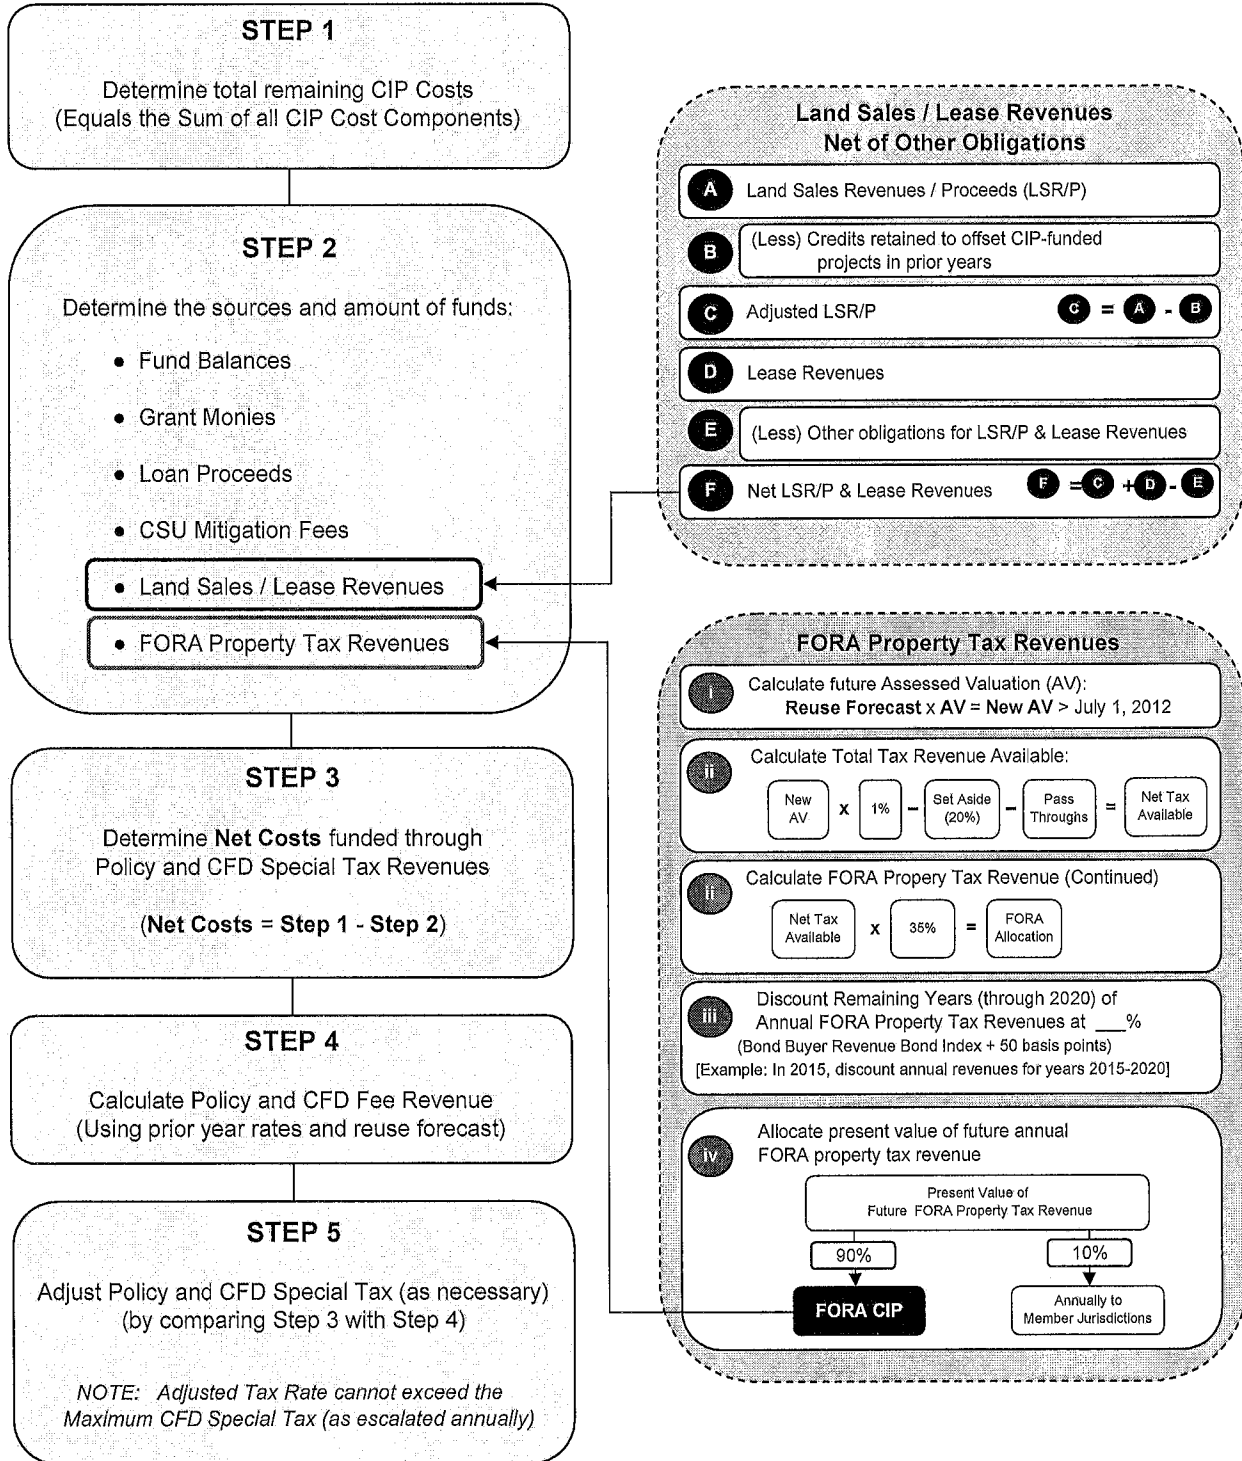 STEP 1
Determine total remaining CIP Costs
(Equals the Sum of all CIP Cost Components)
STEP 2
Determine the sources and amount of funds:
• Fund Balances
• Grant Monies
• Loan Proceeds
• CSU Mitigation Fees
• Land Sales / Lease Revenues
• FORA Property Tax Revenues
STEP 3
Determine Net Costs funded through
Policy and CFD Special Tax Revenues
(Net Costs = Step 1 - Step 2)
STEP 4
Calculate Policy and CFD Fee Revenue
(Using prior year rates and reuse forecast)
STEP 5
Adjust Policy and CFD Special Tax (as necessary)
(by comparing Step 3 with Step 4)
NOTE: Adjusted Tax Rate cannot exceed the
Maximum CFD Special Tax (as escalated annually)
Land Sales / Lease Revenues
Net of Other Obligations
A Land Sales Revenues / Proceeds (LSR/P)
B (Less) Credits retained to offset CIP-funded
projects in prior years
C Adjusted LSR/P C = A - B
D Lease Revenues
E (Less) Other obligations for LSR/P & Lease Revenues
F Net LSR/P & Lease Revenues F = C + D - E
FORA Property Tax Revenues
i Calculate future Assessed Valuation (AV):
Reuse Forecast x AV = New AV > July 1, 2012
ii Calculate Total Tax Revenue Available:
New AV x 1% – Set Aside (20%) – Pass Throughs = Net Tax Available
ii Calculate FORA Propery Tax Revenue (Continued)
Net Tax Available x 35% = FORA Allocation
iii Discount Remaining Years (through 2020) of
Annual FORA Property Tax Revenues at ___%
(Bond Buyer Revenue Bond Index + 50 basis points)
[Example: In 2015, discount annual revenues for years 2015-2020]
iv Allocate present value of future annual
FORA property tax revenue
Present Value of
Future FORA Property Tax Revenue
90% 10%
FORA CIP
Annually to
Member Jurisdictions